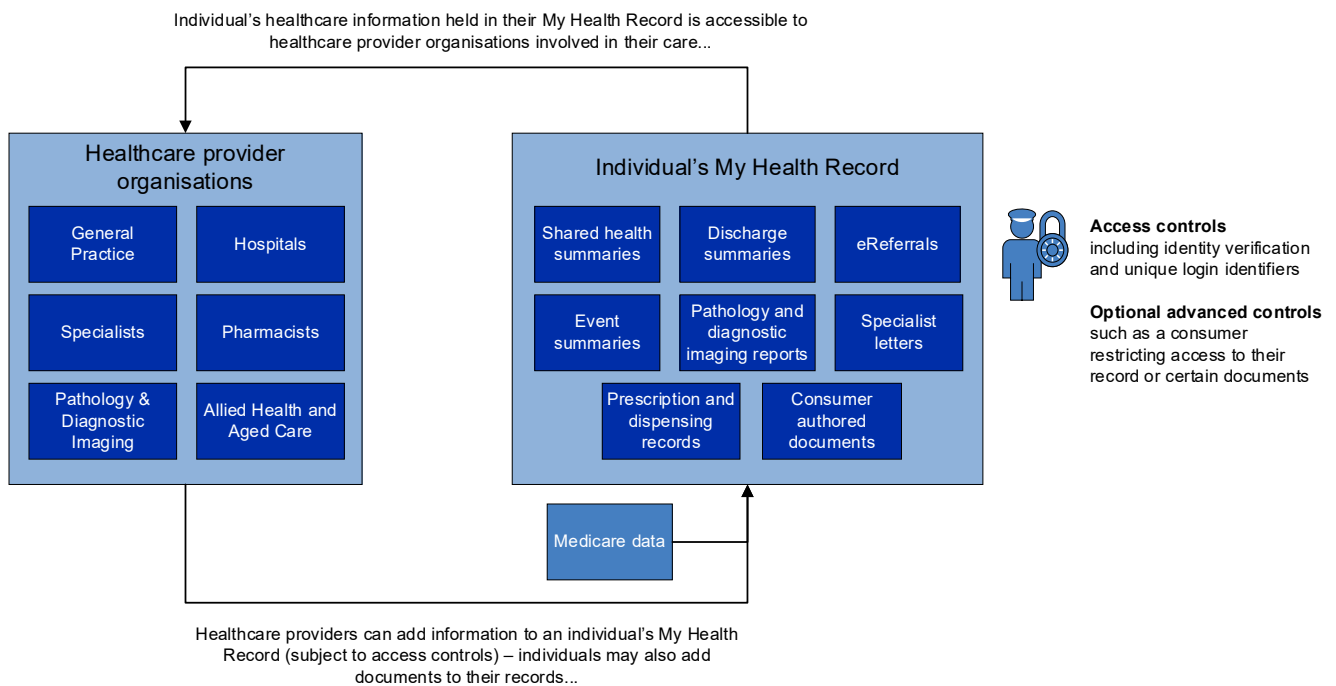 Individual’s healthcare information held in their My Health Record is accessible to
healthcare provider organisations involved in their care...
Healthcare provider
organisations
General
Practice
Hospitals
Specialists
Pharmacists
Pathology &
Diagnostic
Imaging
Allied Health and
Aged Care
Individual’s My Health Record
Shared health
summaries
Discharge
summaries
eReferrals
Event
summaries
Pathology and
diagnostic
imaging reports
Specialist
letters
Prescription and
dispensing
records
Consumer
authored
documents
Access controls
including identity verification
and unique login identifiers
Optional advanced controls
such as a consumer
restricting access to their
record or certain documents
Medicare data
Healthcare providers can add information to an individual’s My Health
Record (subject to access controls) – individuals may also add
documents to their records...